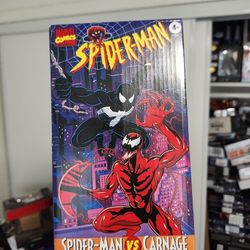 MARVEL
COMICS
SPIDER-MAN
4+
SPIDER-MAN VS CARNAGE